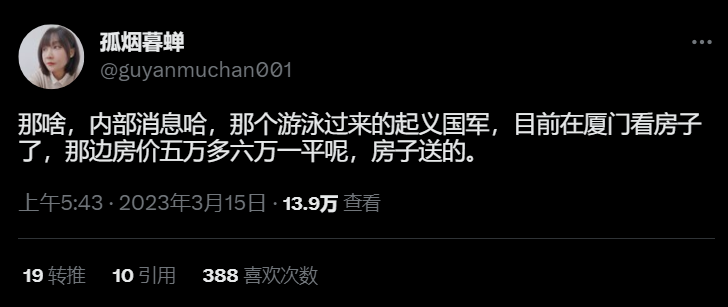 孤烟暮蝉
@guyanmuchan001
那啥，内部消息哈，那个游泳过来的起义国军，目前在厦门看房子
了，那边房价五万多六万一平呢，房子送的。
上午5:43 · 2023年3月15日 · 13.9万 查看
19 转推 10 引用 388 喜欢次数